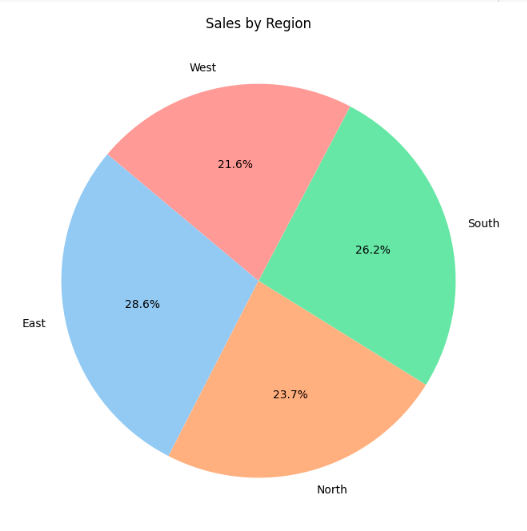 Sales by Region
West
21.6%
South
26.2%
28.6%
East
23.7%
North